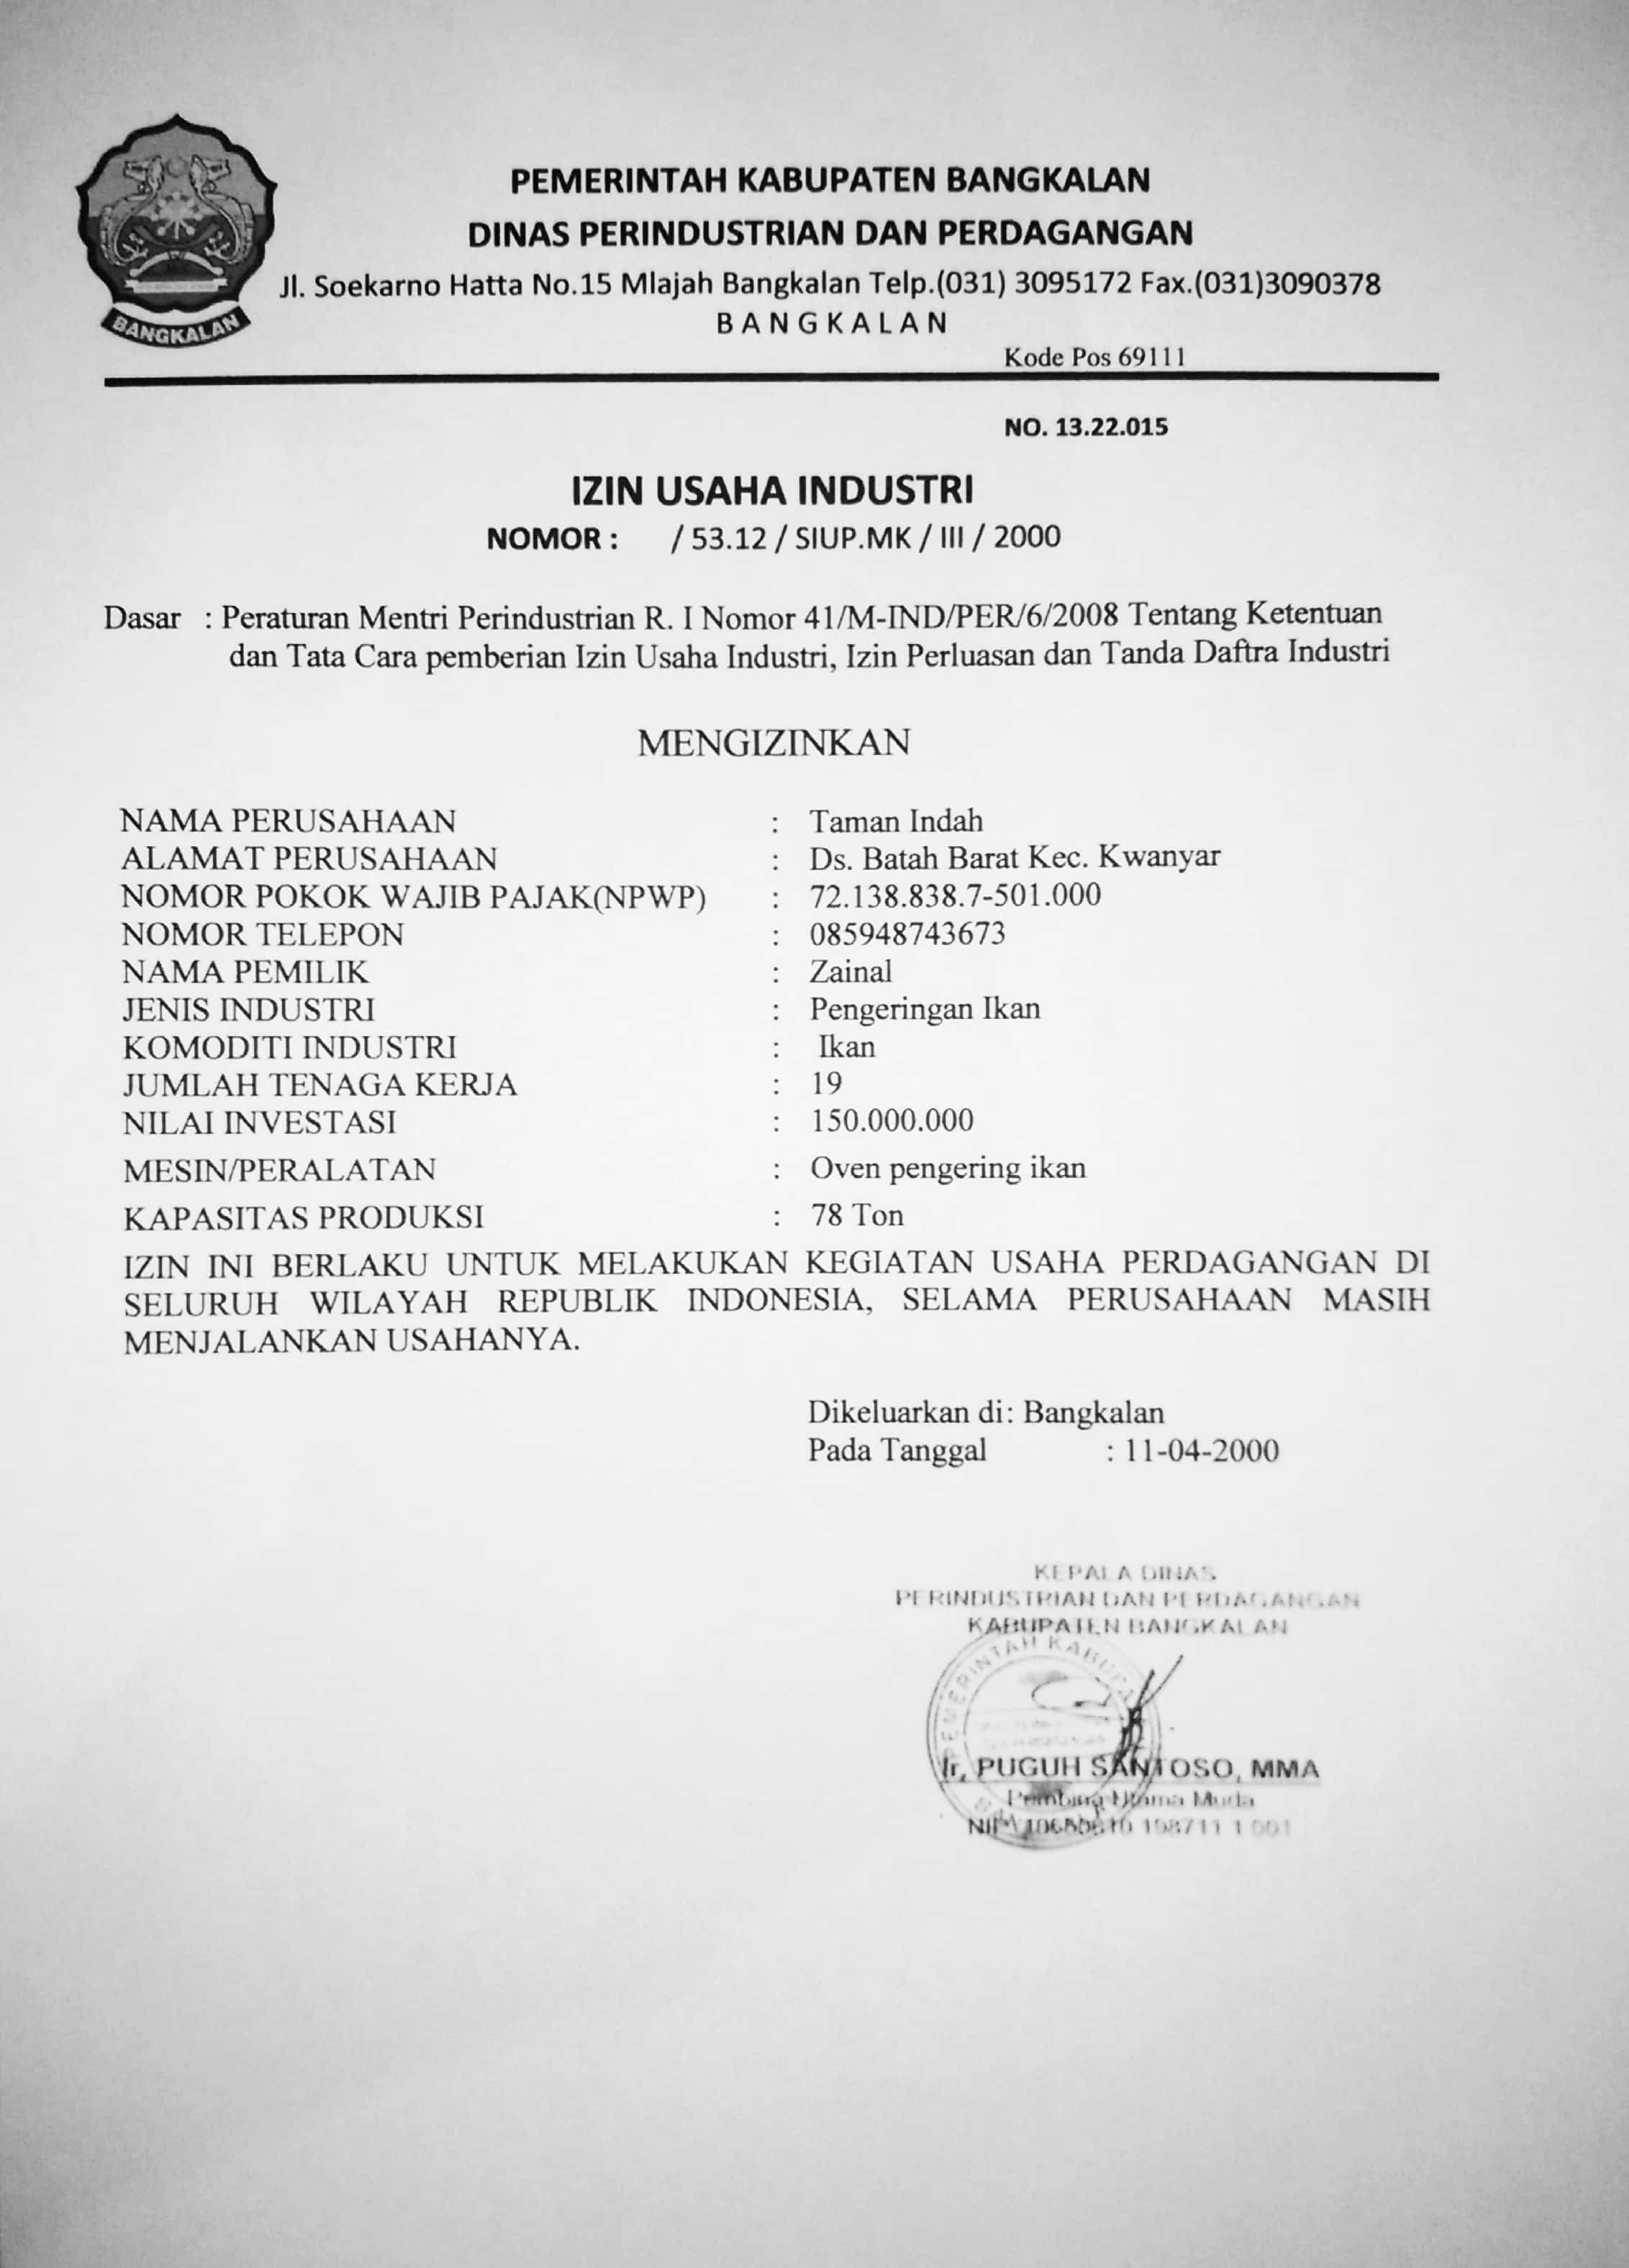 BANGKALAN
PEMERINTAH KABUPATEN BANGKALAN
DINAS PERINDUSTRIAN DAN PERDAGANGAN
Jl. Soekarno Hatta No.15 Mlajah Bangkalan Telp.(031) 3095172 Fax.(031)3090378
B A N G K A L A N
Kode Pos 69111
NO. 13.22.015
IZIN USAHA INDUSTRI
NOMOR : / 53.12 / SIUP.MK / III / 2000
Dasar : Peraturan Mentri Perindustrian R. I Nomor 41/M-IND/PER/6/2008 Tentang Ketentuan
dan Tata Cara pemberian Izin Usaha Industri, Izin Perluasan dan Tanda Daftra Industri
MENGIZINKAN
NAMA PERUSAHAAN : Taman Indah
ALAMAT PERUSAHAAN : Ds. Batah Barat Kec. Kwanyar
NOMOR POKOK WAJIB PAJAK(NPWP) : 72.138.838.7-501.000
NOMOR TELEPON : 085948743673
NAMA PEMILIK : Zainal
JENIS INDUSTRI : Pengeringan Ikan
KOMODITI INDUSTRI : Ikan
JUMLAH TENAGA KERJA : 19
NILAI INVESTASI : 150.000.000
MESIN/PERALATAN : Oven pengering ikan
KAPASITAS PRODUKSI : 78 Ton
IZIN INI BERLAKU UNTUK MELAKUKAN KEGIATAN USAHA PERDAGANGAN DI
SELURUH WILAYAH REPUBLIK INDONESIA, SELAMA PERUSAHAAN MASIH
MENJALANKAN USAHANYA.
Dikeluarkan di: Bangkalan
Pada Tanggal : 11-04-2000
KEPALA DINAS
PERINDUSTRIAN DAN PERDAGANGAN
KABUPATEN BANGKALAN
PEMERINTAH KABUPA
Ir, PUGUH SANTOSO, MMA
Pembina Utama Muda
NIP